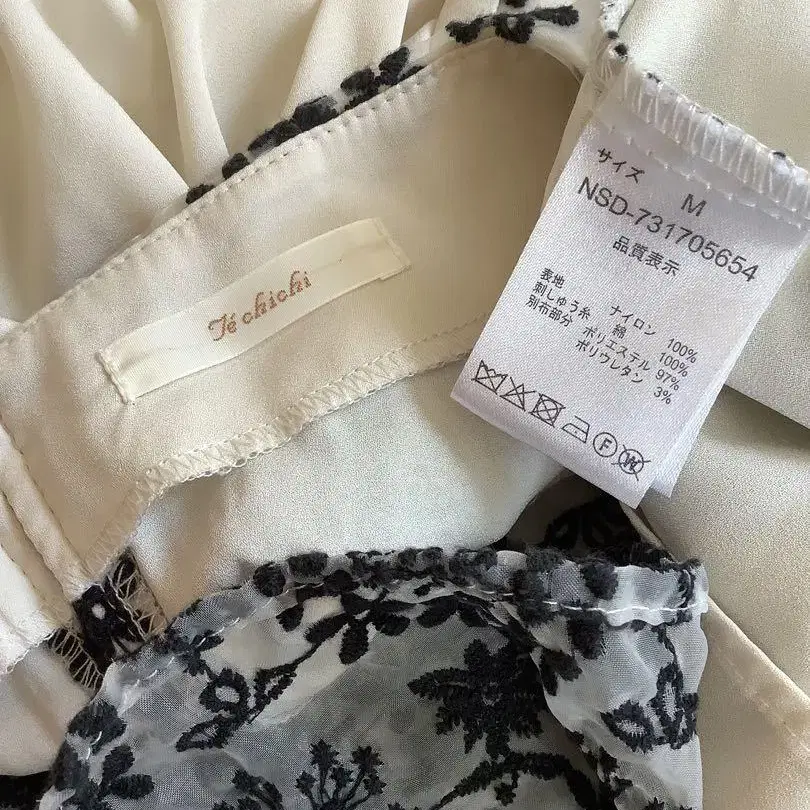 Té chichi
サイズ M
NSD-731705654
品質表示
表地 ナイロン 100%
刺しゅう糸 綿 100%
別布部分 ポリエステル 97%
ポリウレタン 3%
F
W